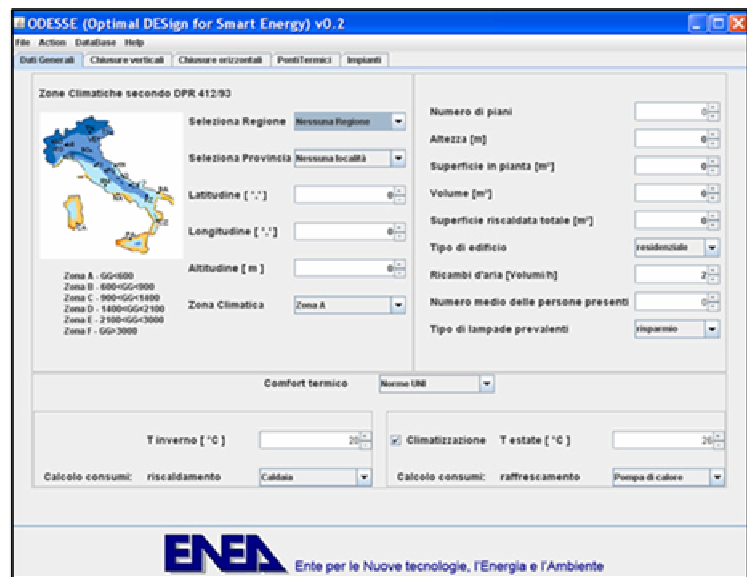 ODESSE (Optimal DESign for Smart Energy) v0.2
File Action DataBase Help
Dati Generali Chiusure verticali Chiusure orizzontali PontiTermici Impianti
Zone Climatiche secondo DPR 412/93
Seleziona Regione Nessuna Regione
Seleziona Provincia Nessuna località
Latitudine [ °,'] 0
Longitudine [ °,'] 0
Altitudine [ m ] 0
Zona Climatica Zona A
Zona A - GG<600
Zona B - 600<GG<900
Zona C - 900<GG<1400
Zona D - 1400<GG<2100
Zona E - 2100<GG<3000
Zona F - GG>3000
Numero di piani 0
Altezza [m] 0
Superficie in pianta [m²] 0
Volume [m³] 0
Superficie riscaldata totale [m²] 0
Tipo di edificio residenziale
Ricambi d'aria [Volumi/h] 2
Numero medio delle persone presenti 0
Tipo di lampade prevalenti risparmio
Comfort termico Norme UNI
T inverno [ °C ] 20
Calcolo consumi: riscaldamento Caldaia
Climatizzazione T estate [ °C ] 26
Calcolo consumi: raffrescamento Pompa di calore
ENEA Ente per le Nuove tecnologie, l'Energia e l'Ambiente